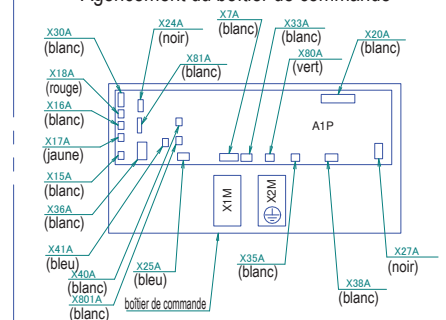 Agencement du boîtier de commande
X30A
(blanc)
X24A
(noir)
X7A
(blanc)
X33A
(blanc)
X20A
(blanc)
X81A
(blanc)
X80A
(vert)
X18A
(rouge)
X16A
(blanc)
X17A
(jaune)
X15A
(blanc)
X36A
(blanc)
X41A
(bleu)
X40A
(blanc)
X801A
(blanc)
X25A
(bleu)
boîtier de commande
A1P
X1M
X2M
X35A
(blanc)
X38A
(blanc)
X27A
(noir)